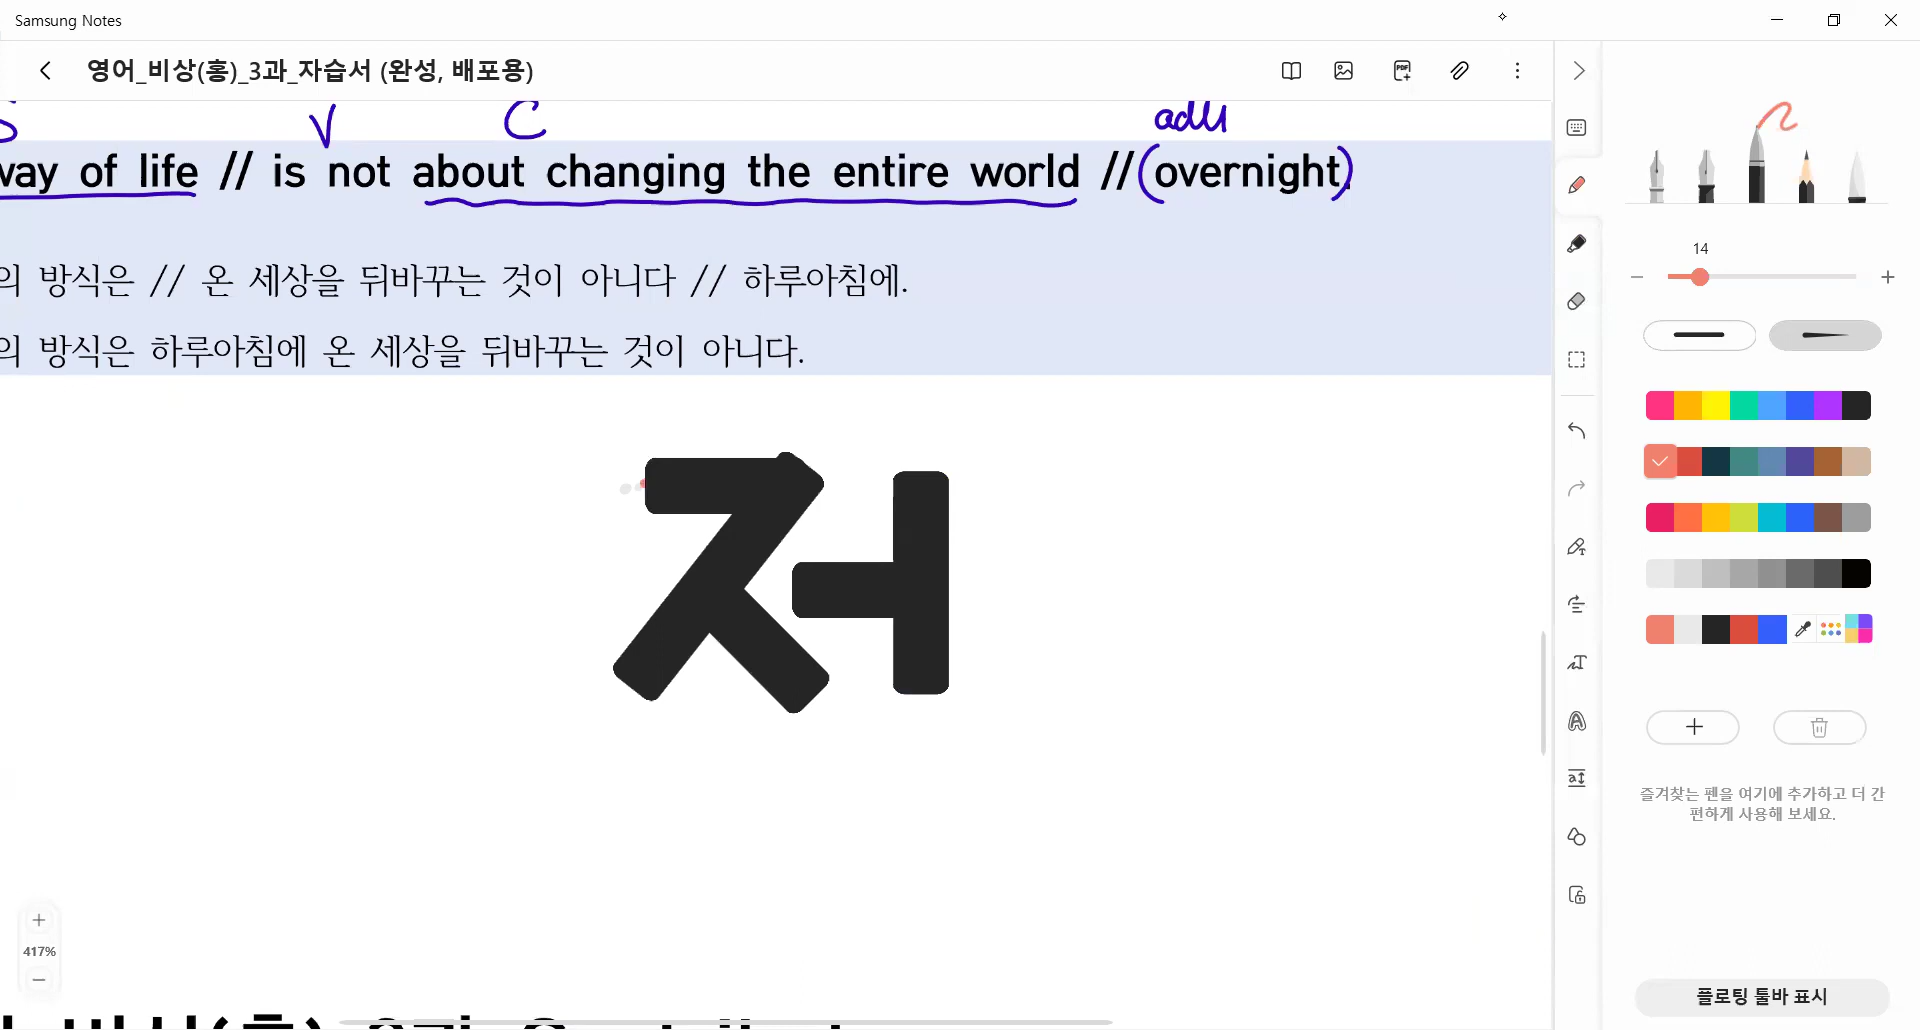 Samsung Notes
영어_비상(홍)_3과_자습서 (완성, 배포용)
S V C adv
way of life // is not about changing the entire world // (overnight)
의 방식은 // 온 세상을 뒤바꾸는 것이 아니다 // 하루아침에.
의 방식은 하루아침에 온 세상을 뒤바꾸는 것이 아니다.
저
417%
14
즐겨찾는 펜을 여기에 추가하고 더 간
편하게 사용해 보세요.
플로팅 툴바 표시